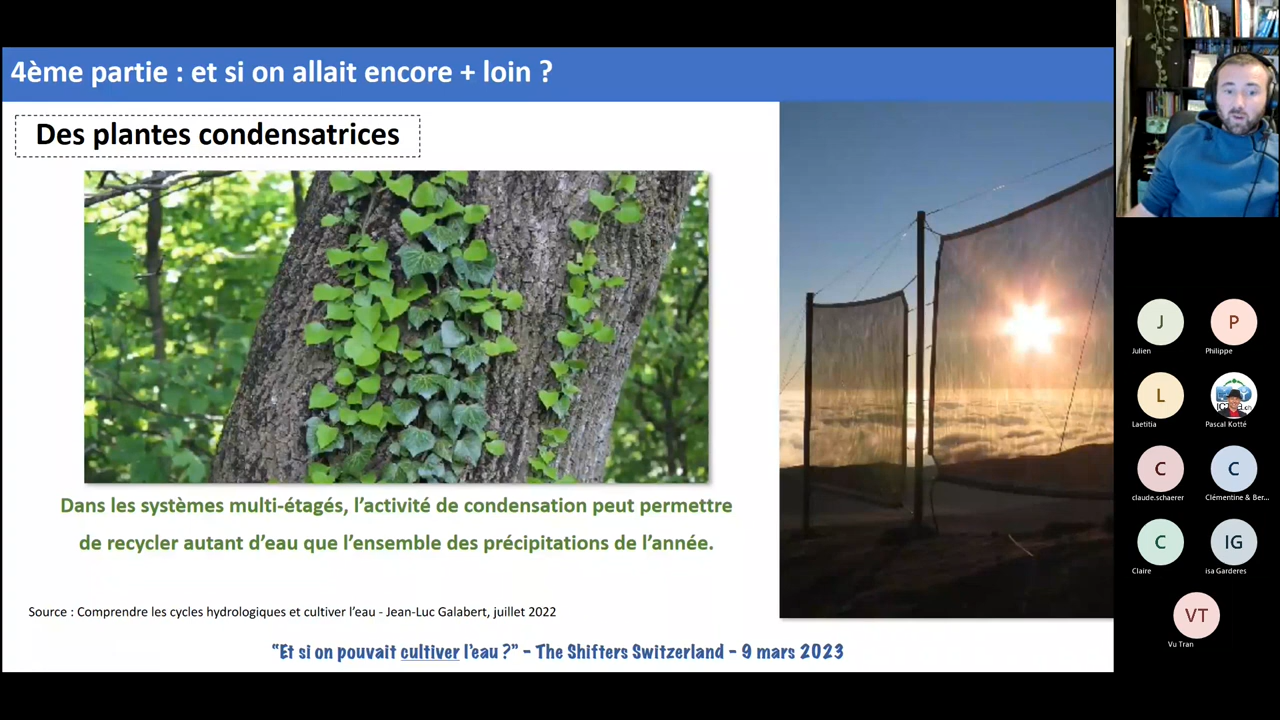 4ème partie : et si on allait encore + loin ?
Des plantes condensatrices
Dans les systèmes multi-étagés, l’activité de condensation peut permettre
de recycler autant d’eau que l’ensemble des précipitations de l’année.
Source : Comprendre les cycles hydrologiques et cultiver l’eau - Jean-Luc Galabert, juillet 2022
"Et si on pouvait cultiver l’eau ?" – The Shifters Switzerland – 9 mars 2023
J
P
Julien
Philippe
L
Laetitia
Pascal Kotté
C
C
claude.schaerer
Clémentine & Ber...
C
IG
Claire
isa Garderes
VT
Vu Tran